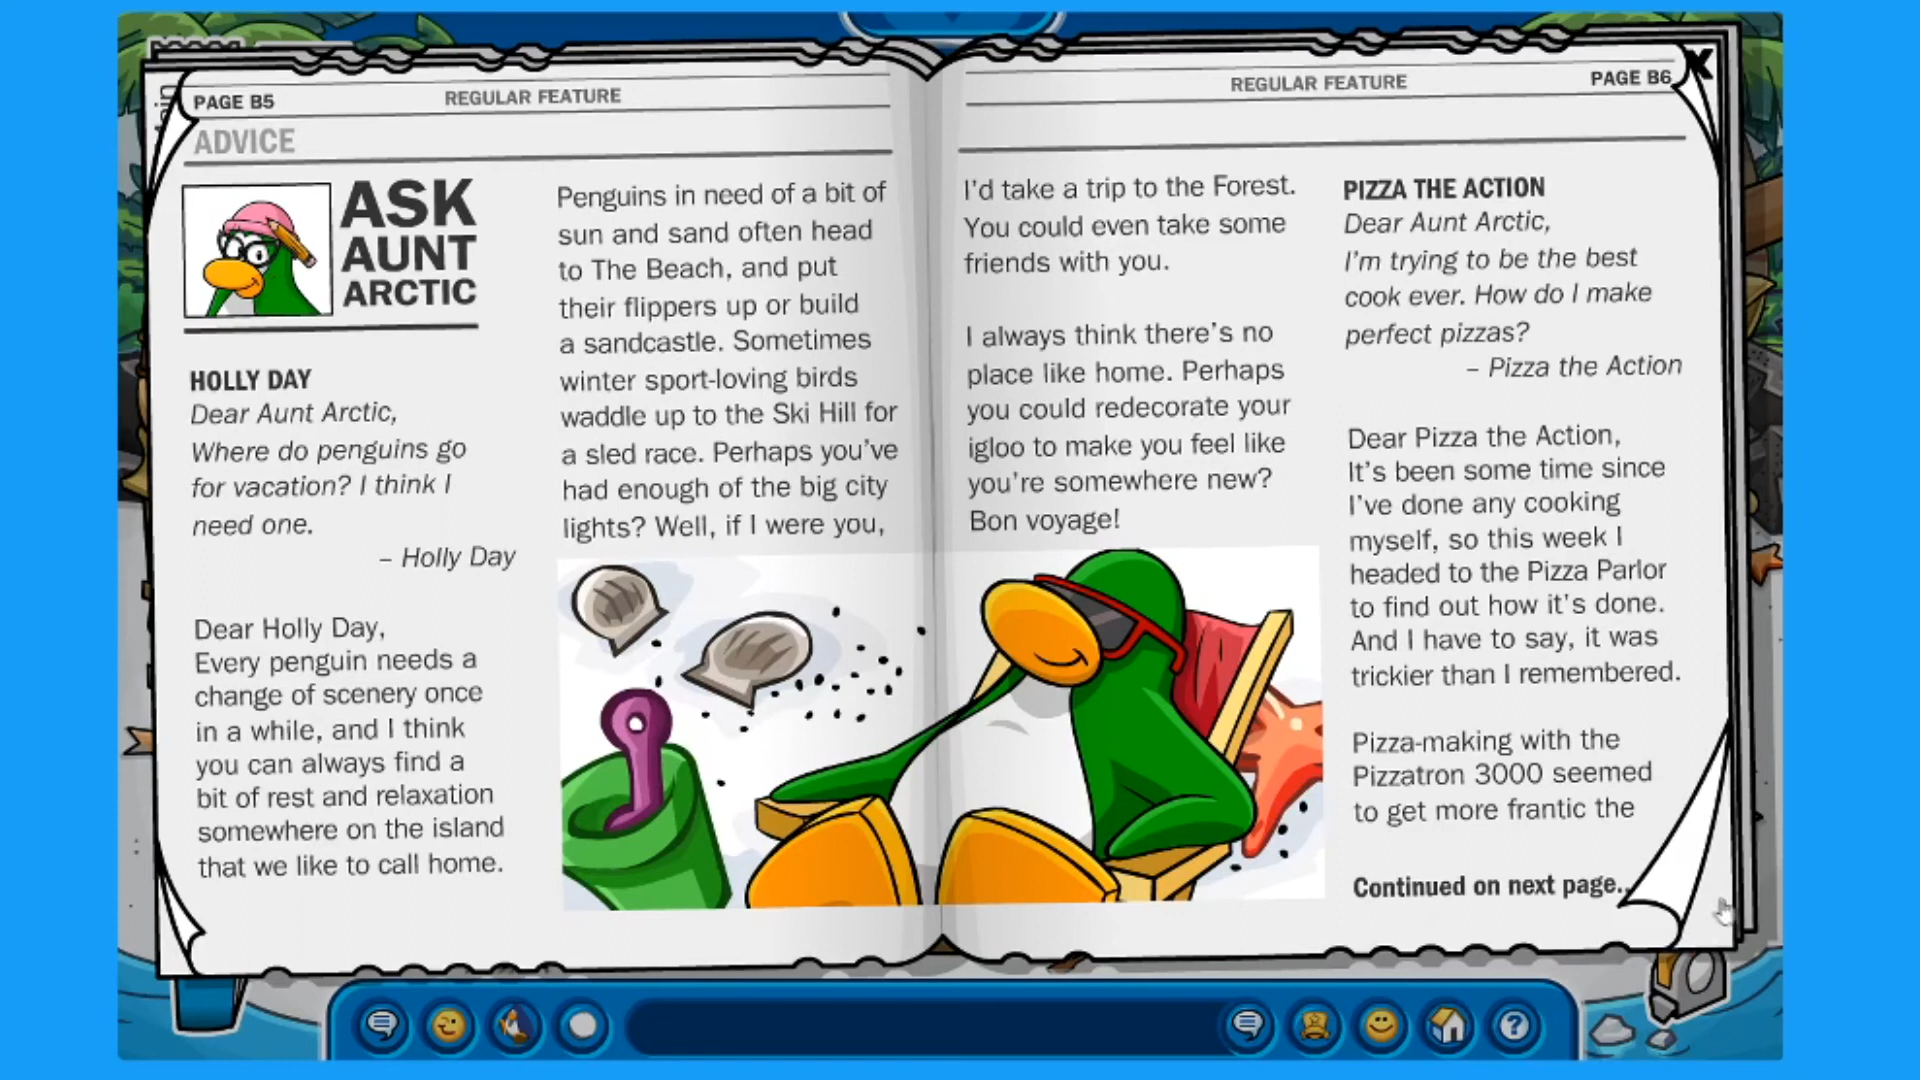 PAGE B5
REGULAR FEATURE
ADVICE
ASK
AUNT
ARCTIC
HOLLY DAY
Dear Aunt Arctic,
Where do penguins go
for vacation? I think I
need one.
– Holly Day
Dear Holly Day,
Every penguin needs a
change of scenery once
in a while, and I think
you can always find a
bit of rest and relaxation
somewhere on the island
that we like to call home.
Penguins in need of a bit of
sun and sand often head
to The Beach, and put
their flippers up or build
a sandcastle. Sometimes
winter sport-loving birds
waddle up to the Ski Hill for
a sled race. Perhaps you've
had enough of the big city
lights? Well, if I were you,
REGULAR FEATURE
PAGE B6
X
I'd take a trip to the Forest.
You could even take some
friends with you.
I always think there's no
place like home. Perhaps
you could redecorate your
igloo to make you feel like
you're somewhere new?
Bon voyage!
PIZZA THE ACTION
Dear Aunt Arctic,
I'm trying to be the best
cook ever. How do I make
perfect pizzas?
– Pizza the Action
Dear Pizza the Action,
It's been some time since
I've done any cooking
myself, so this week I
headed to the Pizza Parlor
to find out how it's done.
And I have to say, it was
trickier than I remembered.
Pizza-making with the
Pizzatron 3000 seemed
to get more frantic the
Continued on next page..
?